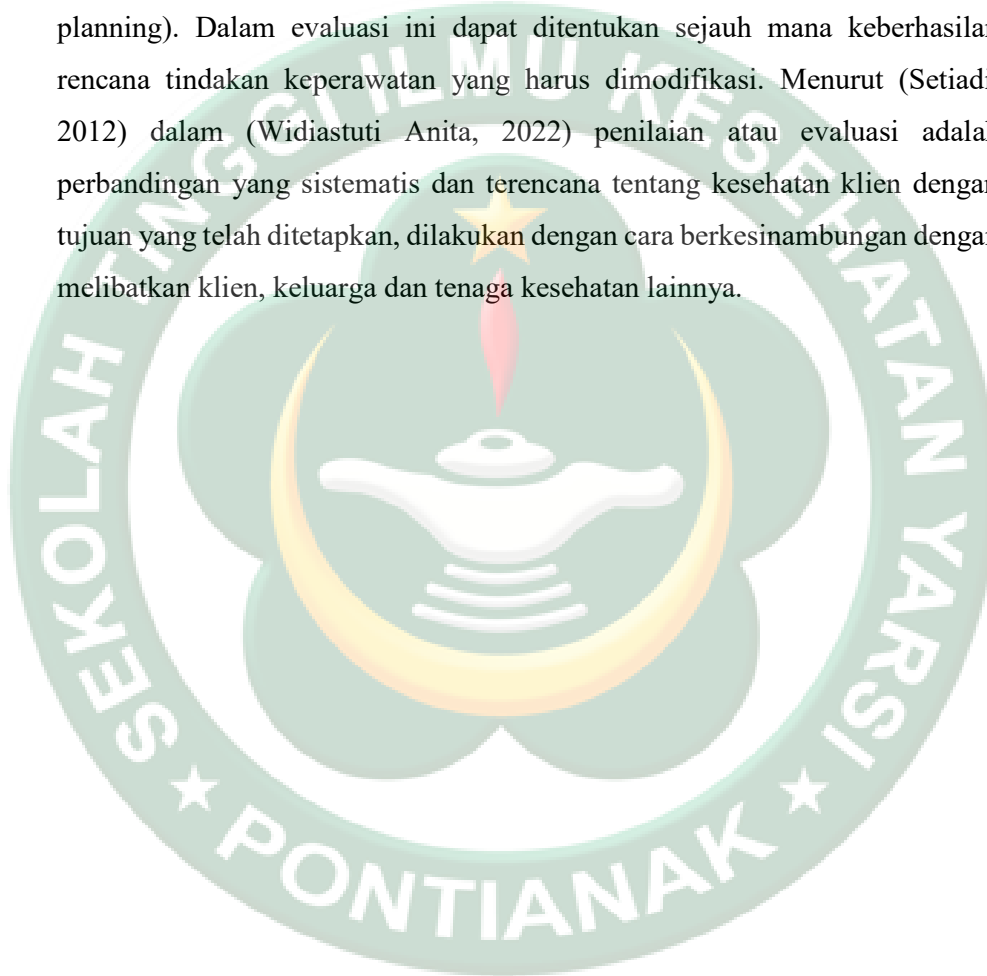 planning). Dalam evaluasi ini dapat ditentukan sejauh mana keberhasilan
rencana tindakan keperawatan yang harus dimodifikasi. Menurut (Setiadi
2012) dalam (Widiastuti Anita, 2022) penilaian atau evaluasi adalah
perbandingan yang sistematis dan terencana tentang kesehatan klien dengan
tujuan yang telah ditetapkan, dilakukan dengan cara berkesinambungan dengan
melibatkan klien, keluarga dan tenaga kesehatan lainnya.
SEKOLAH TINGGI ILMU KESEHATAN YARSI
PONTIANAK